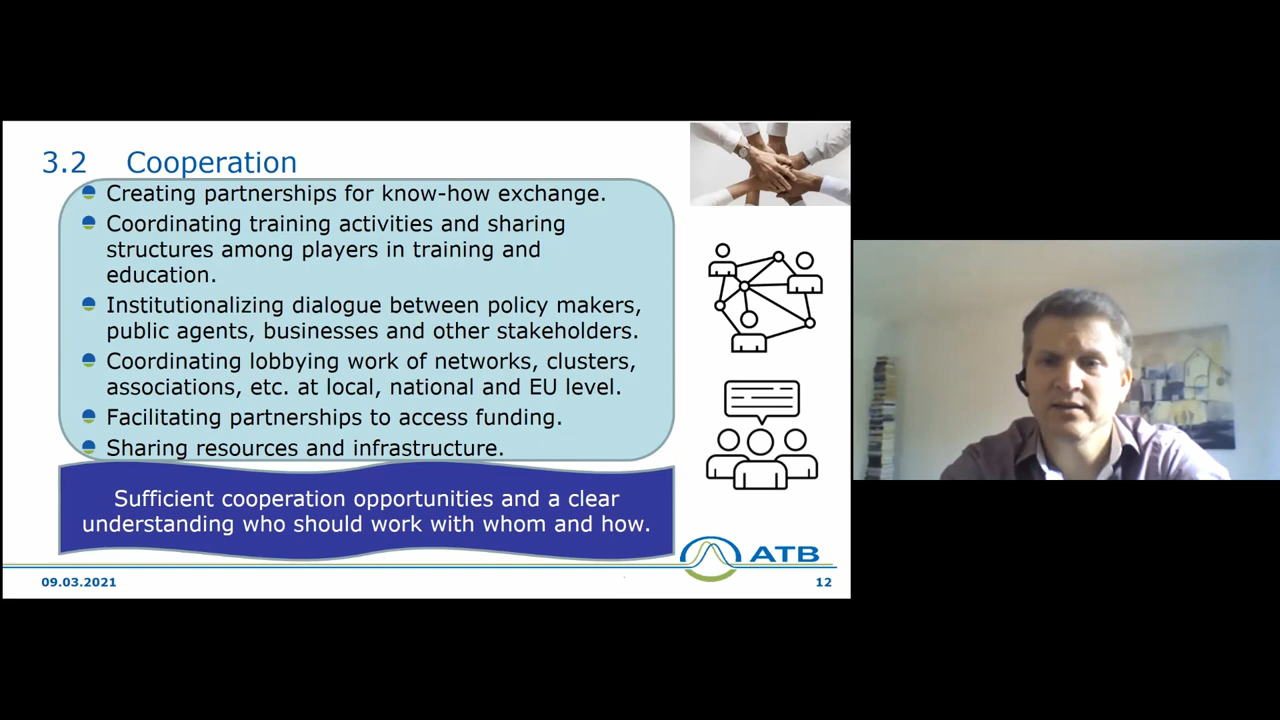 3.2 Cooperation
Creating partnerships for know-how exchange.
Coordinating training activities and sharing
structures among players in training and
education.
Institutionalizing dialogue between policy makers,
public agents, businesses and other stakeholders.
Coordinating lobbying work of networks, clusters,
associations, etc. at local, national and EU level.
Facilitating partnerships to access funding.
Sharing resources and infrastructure.
Sufficient cooperation opportunities and a clear
understanding who should work with whom and how.
ATB
09.03.2021
12